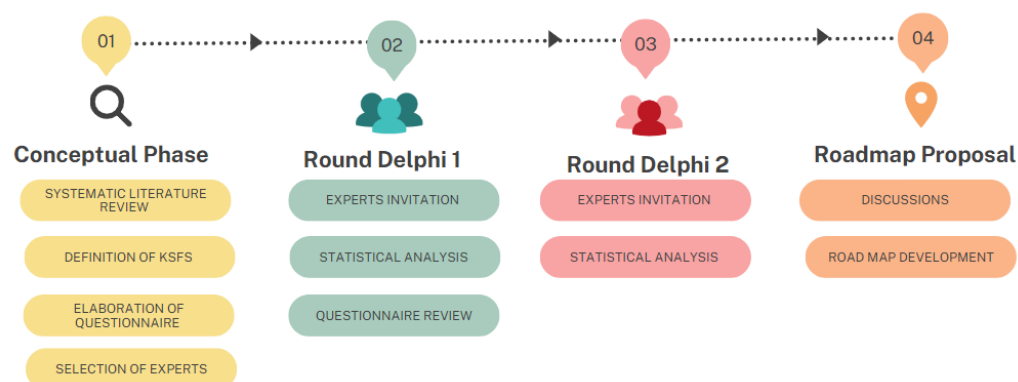 01
02
03
04
Conceptual Phase
SYSTEMATIC LITERATURE
REVIEW
DEFINITION OF KSFS
ELABORATION OF
QUESTIONNAIRE
SELECTION OF EXPERTS
Round Delphi 1
EXPERTS INVITATION
STATISTICAL ANALYSIS
QUESTIONNAIRE REVIEW
Round Delphi 2
EXPERTS INVITATION
STATISTICAL ANALYSIS
Roadmap Proposal
DISCUSSIONS
ROAD MAP DEVELOPMENT